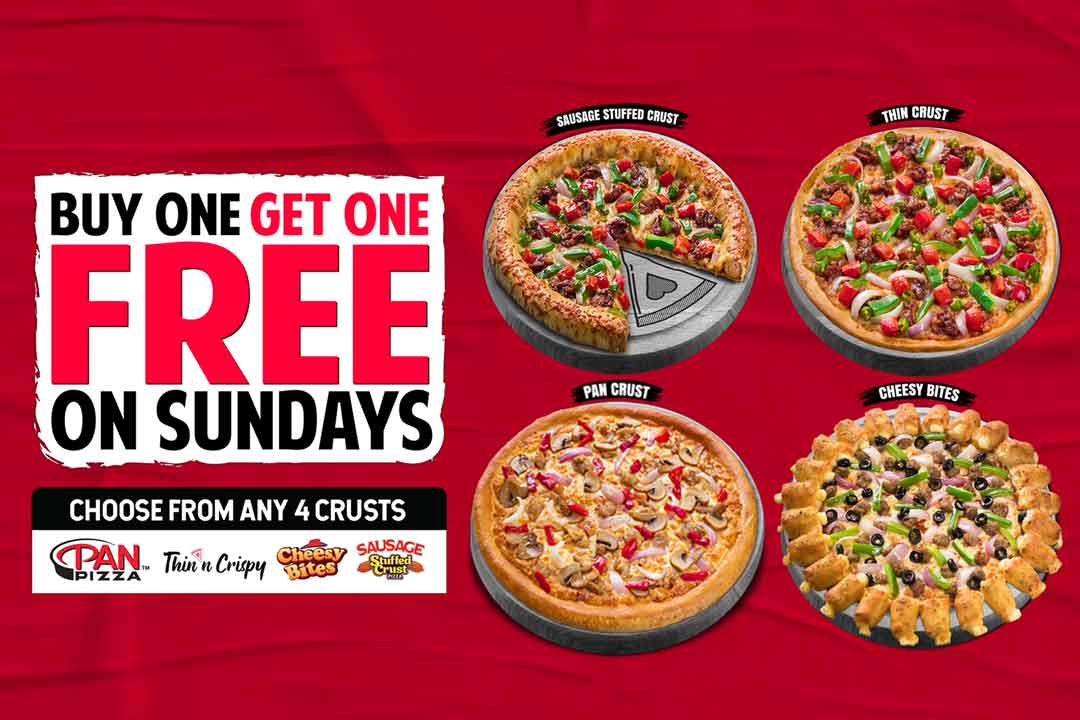 BUY ONE GET ONE
FREE
ON SUNDAYS
CHOOSE FROM ANY 4 CRUSTS
PAN
PIZZA™
Thin'n Crispy
Cheesy
Bites
SAUSAGE
Stuffed
Crust
PIZZA
SAUSAGE STUFFED CRUST
THIN CRUST
PAN CRUST
CHEESY BITES